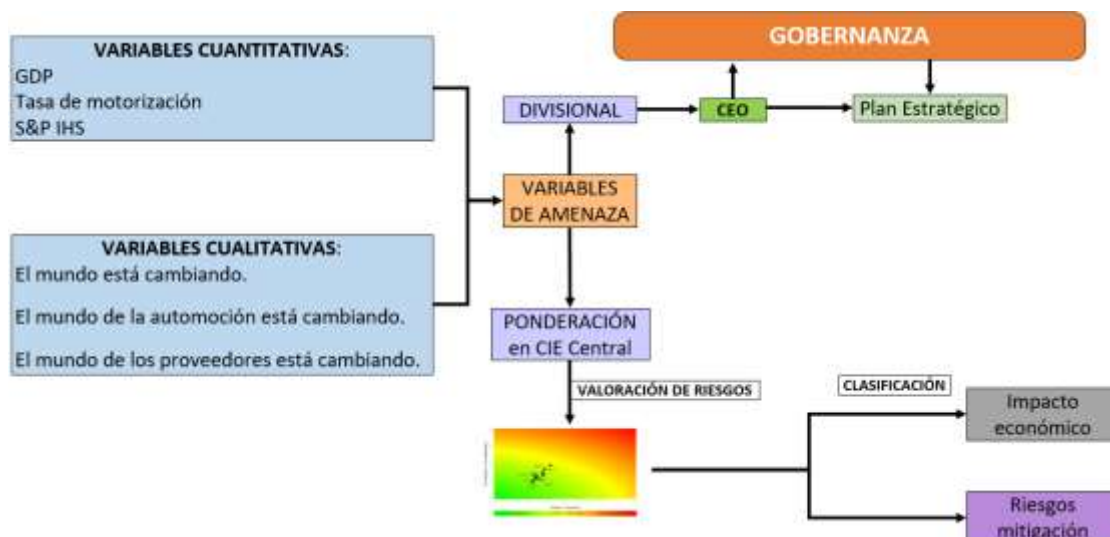 GOBERNANZA
VARIABLES CUANTITATIVAS:
GDP
Tasa de motorización
S&P IHS
DIVISIONAL
CEO
Plan Estratégico
VARIABLES
DE AMENAZA
VARIABLES CUALITATIVAS:
El mundo está cambiando.
El mundo de la automoción está cambiando.
El mundo de los proveedores está cambiando.
PONDERACIÓN
en CIE Central
VALORACIÓN DE RIESGOS
CLASIFICACIÓN
Impacto
económico
Riesgos
mitigación